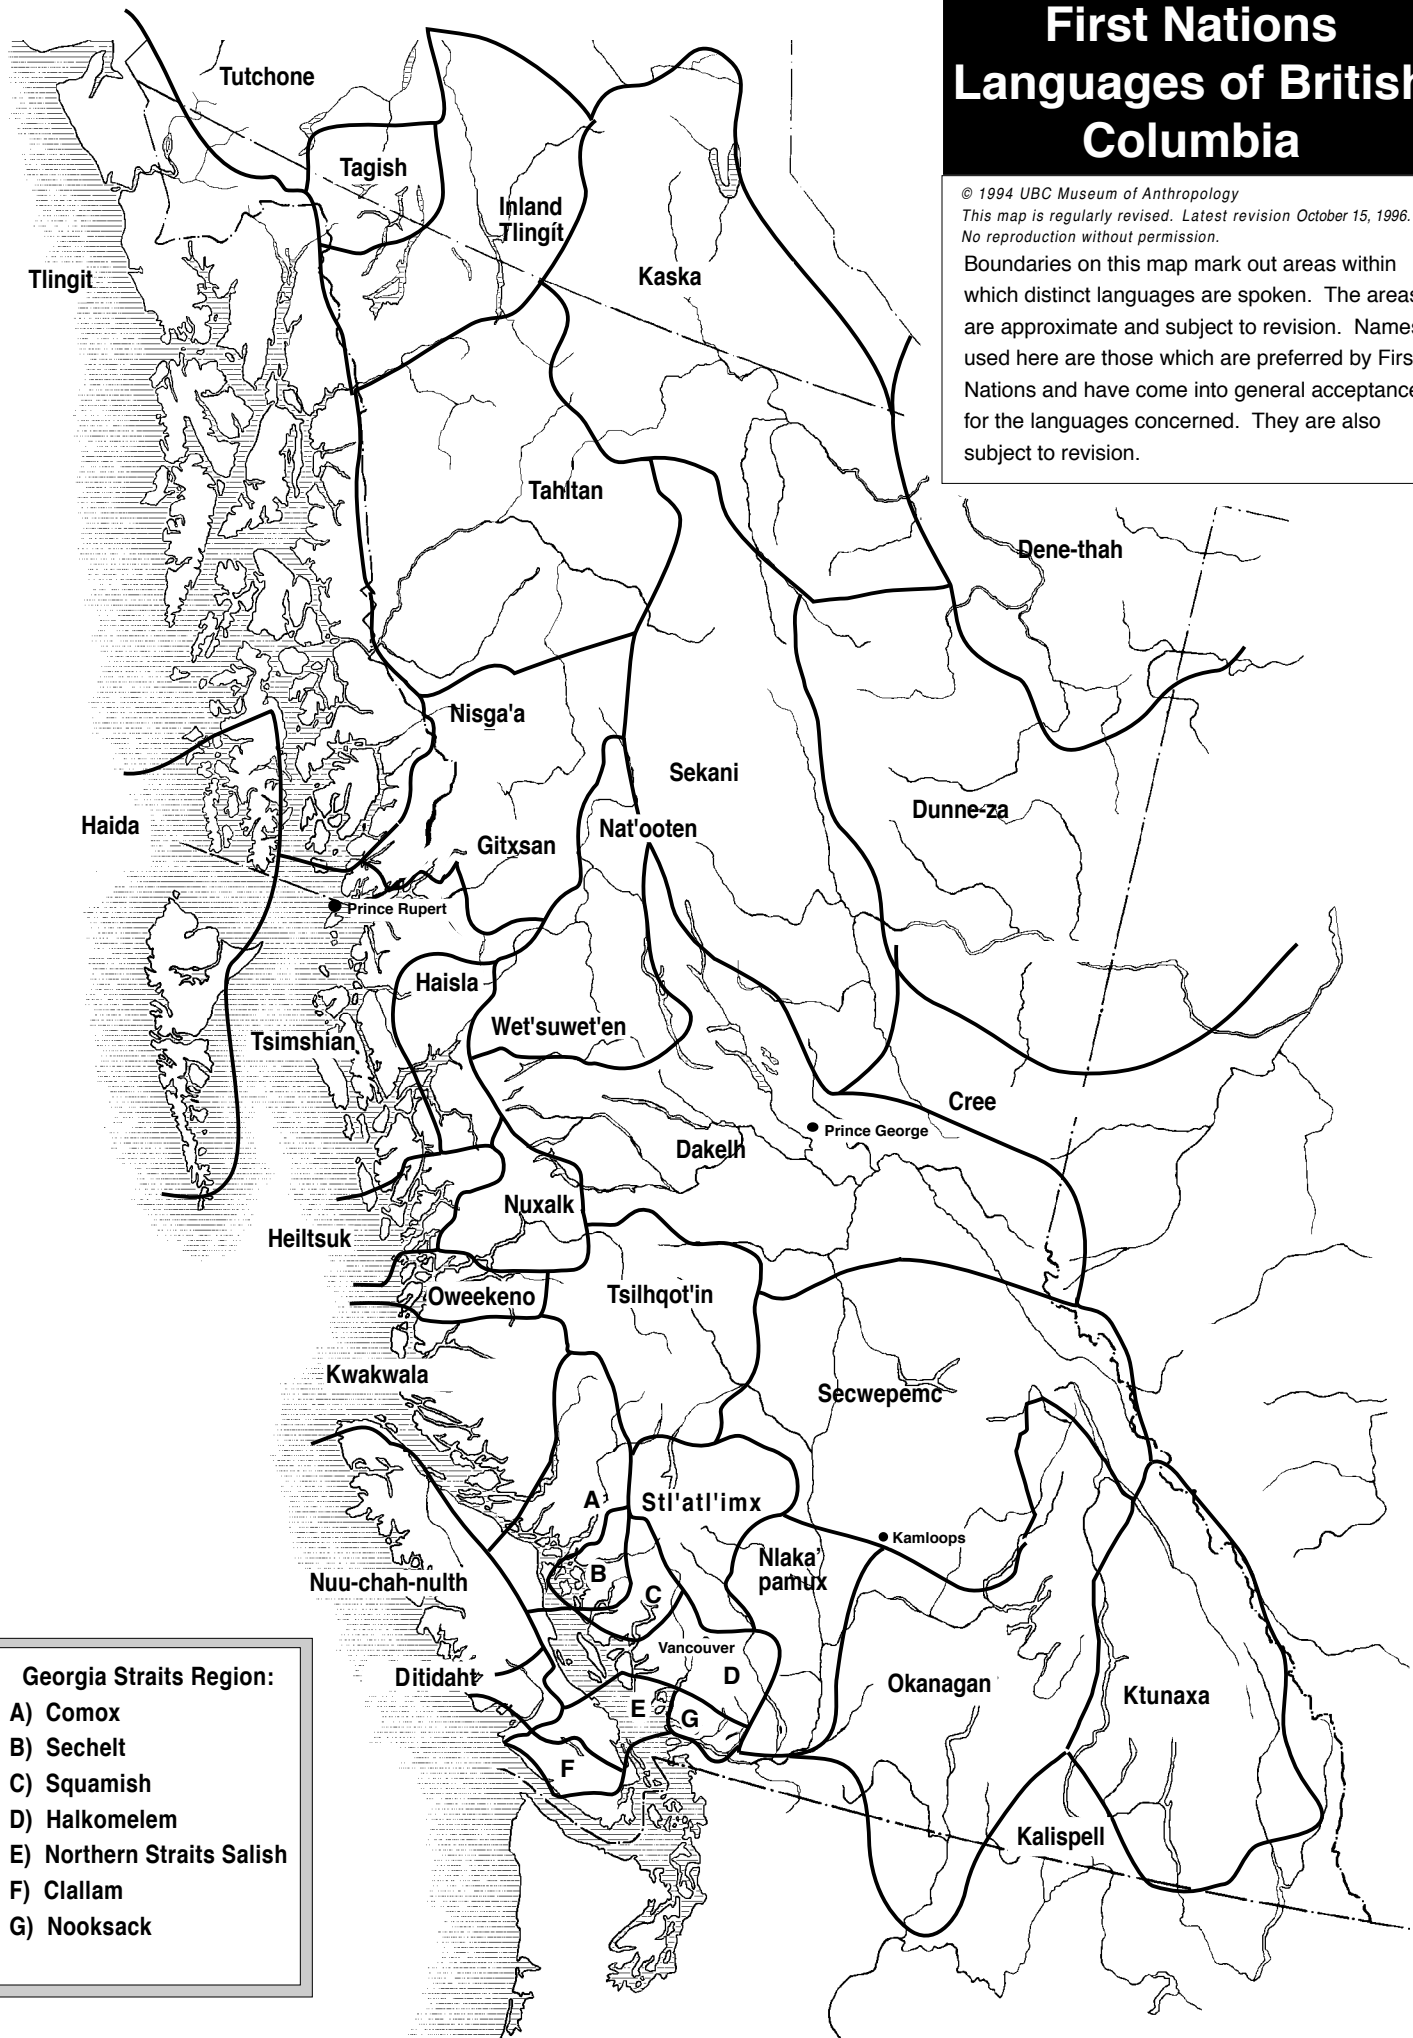 First Nations
Languages of British
Columbia
© 1994 UBC Museum of Anthropology
This map is regularly revised. Latest revision October 15, 1996.
No reproduction without permission.
Boundaries on this map mark out areas within
which distinct languages are spoken. The areas
are approximate and subject to revision. Names
used here are those which are preferred by First
Nations and have come into general acceptance
for the languages concerned. They are also
subject to revision.
Tutchone
Tagish
Inland
Tlingit
Tlingit
Kaska
Tahltan
Dene-thah
Nisga'a
Sekani
Haida
Dunne-za
Nat'ooten
Gitxsan
Prince Rupert
Haisla
Wet'suwet'en
Tsimshian
Cree
Prince George
Dakelh
Nuxalk
Heiltsuk
Oweekeno
Tsilhqot'in
Kwakwala
Secwepemc
A
Stl'atl'imx
Kamloops
Nlaka'
pamux
B
Nuu-chah-nulth
C
Vancouver
Ditidaht
D
Okanagan
Ktunaxa
E
G
F
Kalispell
Georgia Straits Region:
A) Comox
B) Sechelt
C) Squamish
D) Halkomelem
E) Northern Straits Salish
F) Clallam
G) Nooksack